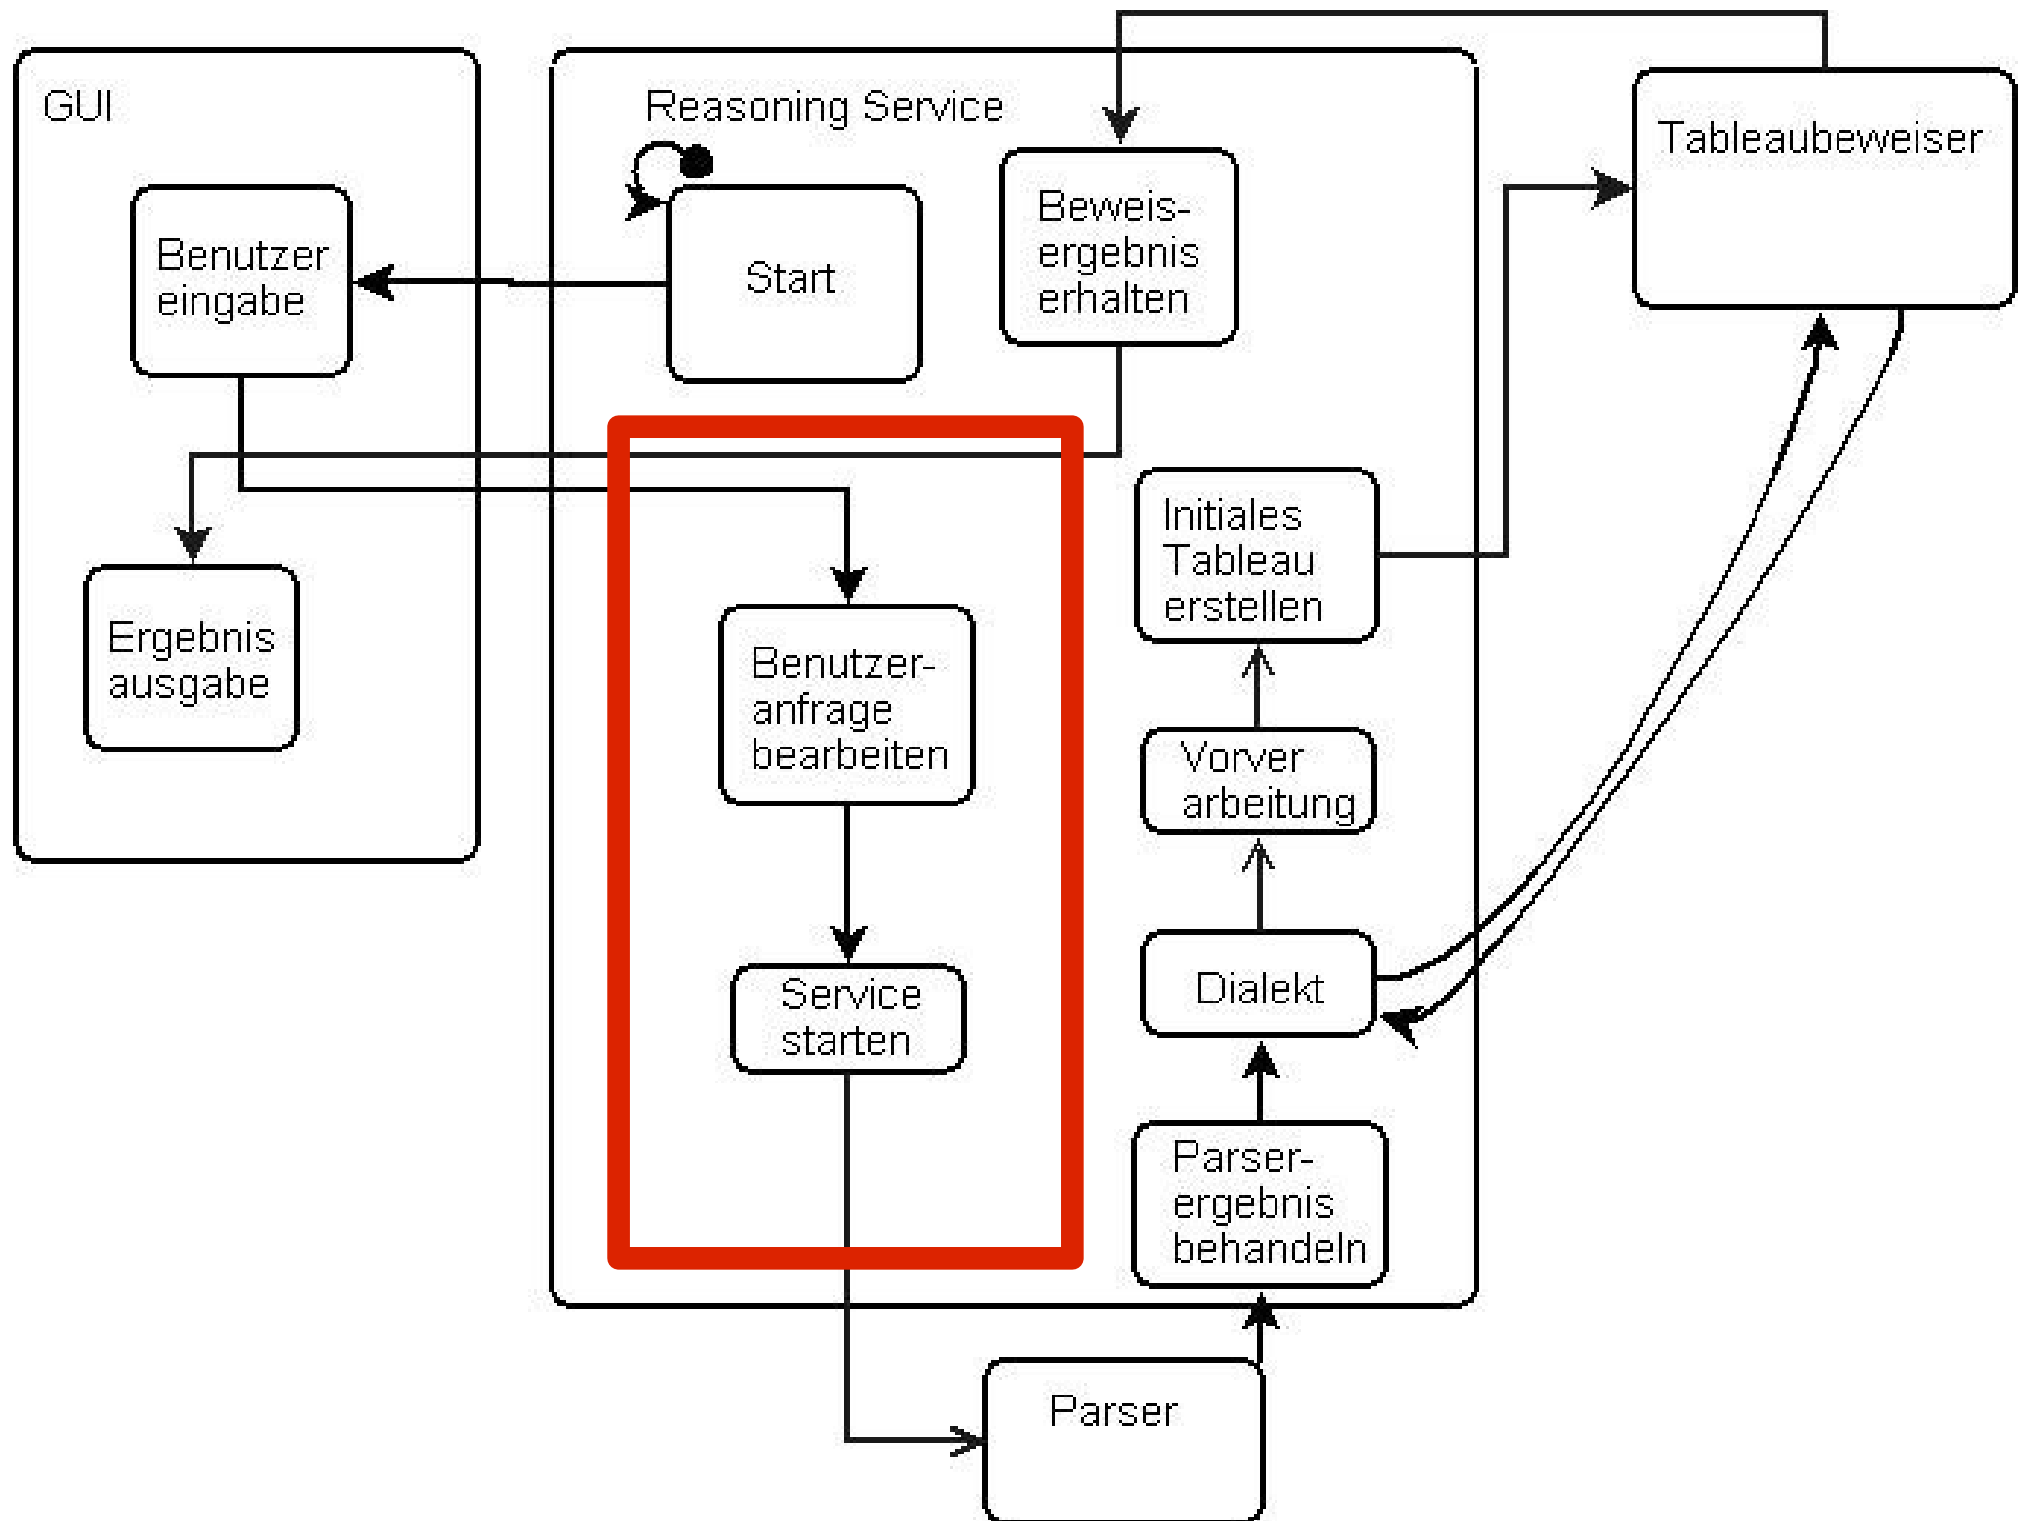 GUI
Reasoning Service
Tableaubeweiser
Benutzer
eingabe
Start
Beweis-
ergebnis
erhalten
Ergebnis
ausgabe
Benutzer-
anfrage
bearbeiten
Initiales
Tableau
erstellen
Vorver
arbeitung
Service
starten
Dialekt
Parser-
ergebnis
behandeln
Parser